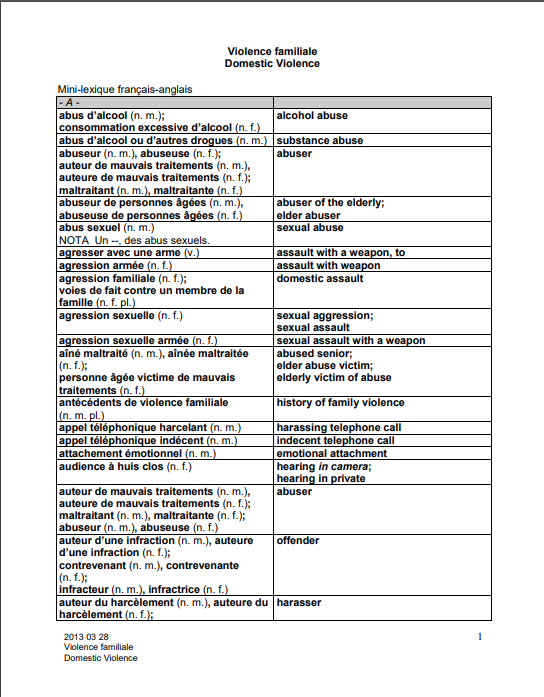 Violence familiale
Domestic Violence
Mini-lexique français-anglais
- A -
abus d'alcool (n. m.);
consommation excessive d'alcool (n. f.)
alcohol abuse
abus d'alcool ou d'autres drogues (n. m.)
substance abuse
abuseur (n. m.), abuseuse (n. f.);
auteur de mauvais traitements (n. m.),
auteure de mauvais traitements (n. f.);
maltraitant (n. m.), maltraitante (n. f.)
abuser
abuseur de personnes âgées (n. m.),
abuseuse de personnes âgées (n. f.)
abuser of the elderly;
elder abuser
abus sexuel (n. m.)
NOTA Un --, des abus sexuels.
sexual abuse
agresser avec une arme (v.)
assault with a weapon, to
agression armée (n. f.)
assault with weapon
agression familiale (n. f.);
voies de fait contre un membre de la
famille (n. f. pl.)
domestic assault
agression sexuelle (n. f.)
sexual aggression;
sexual assault
agression sexuelle armée (n. f.)
sexual assault with a weapon
aîné maltraité (n. m.), aînée maltraitée
(n. f.);
personne âgée victime de mauvais
traitements (n. f.)
abused senior;
elder abuse victim;
elderly victim of abuse
antécédents de violence familiale
(n. m. pl.)
history of family violence
appel téléphonique harcelant (n. m.)
harassing telephone call
appel téléphonique indécent (n. m.)
indecent telephone call
attachement émotionnel (n. m.)
emotional attachment
audience à huis clos (n. f.)
hearing in camera;
hearing in private
auteur de mauvais traitements (n. m.),
auteure de mauvais traitements (n. f.);
maltraitant (n. m.), maltraitante (n. f.);
abuseur (n. m.), abuseuse (n. f.)
abuser
auteur d'une infraction (n. m.), auteure
d'une infraction (n. f.);
contrevenant (n. m.), contrevenante
(n. f.);
infracteur (n. m.), infractrice (n. f.)
offender
auteur du harcèlement (n. m.), auteure du
harcèlement (n. f.);
harasser
2013 03 28
Violence familiale
Domestic Violence
1